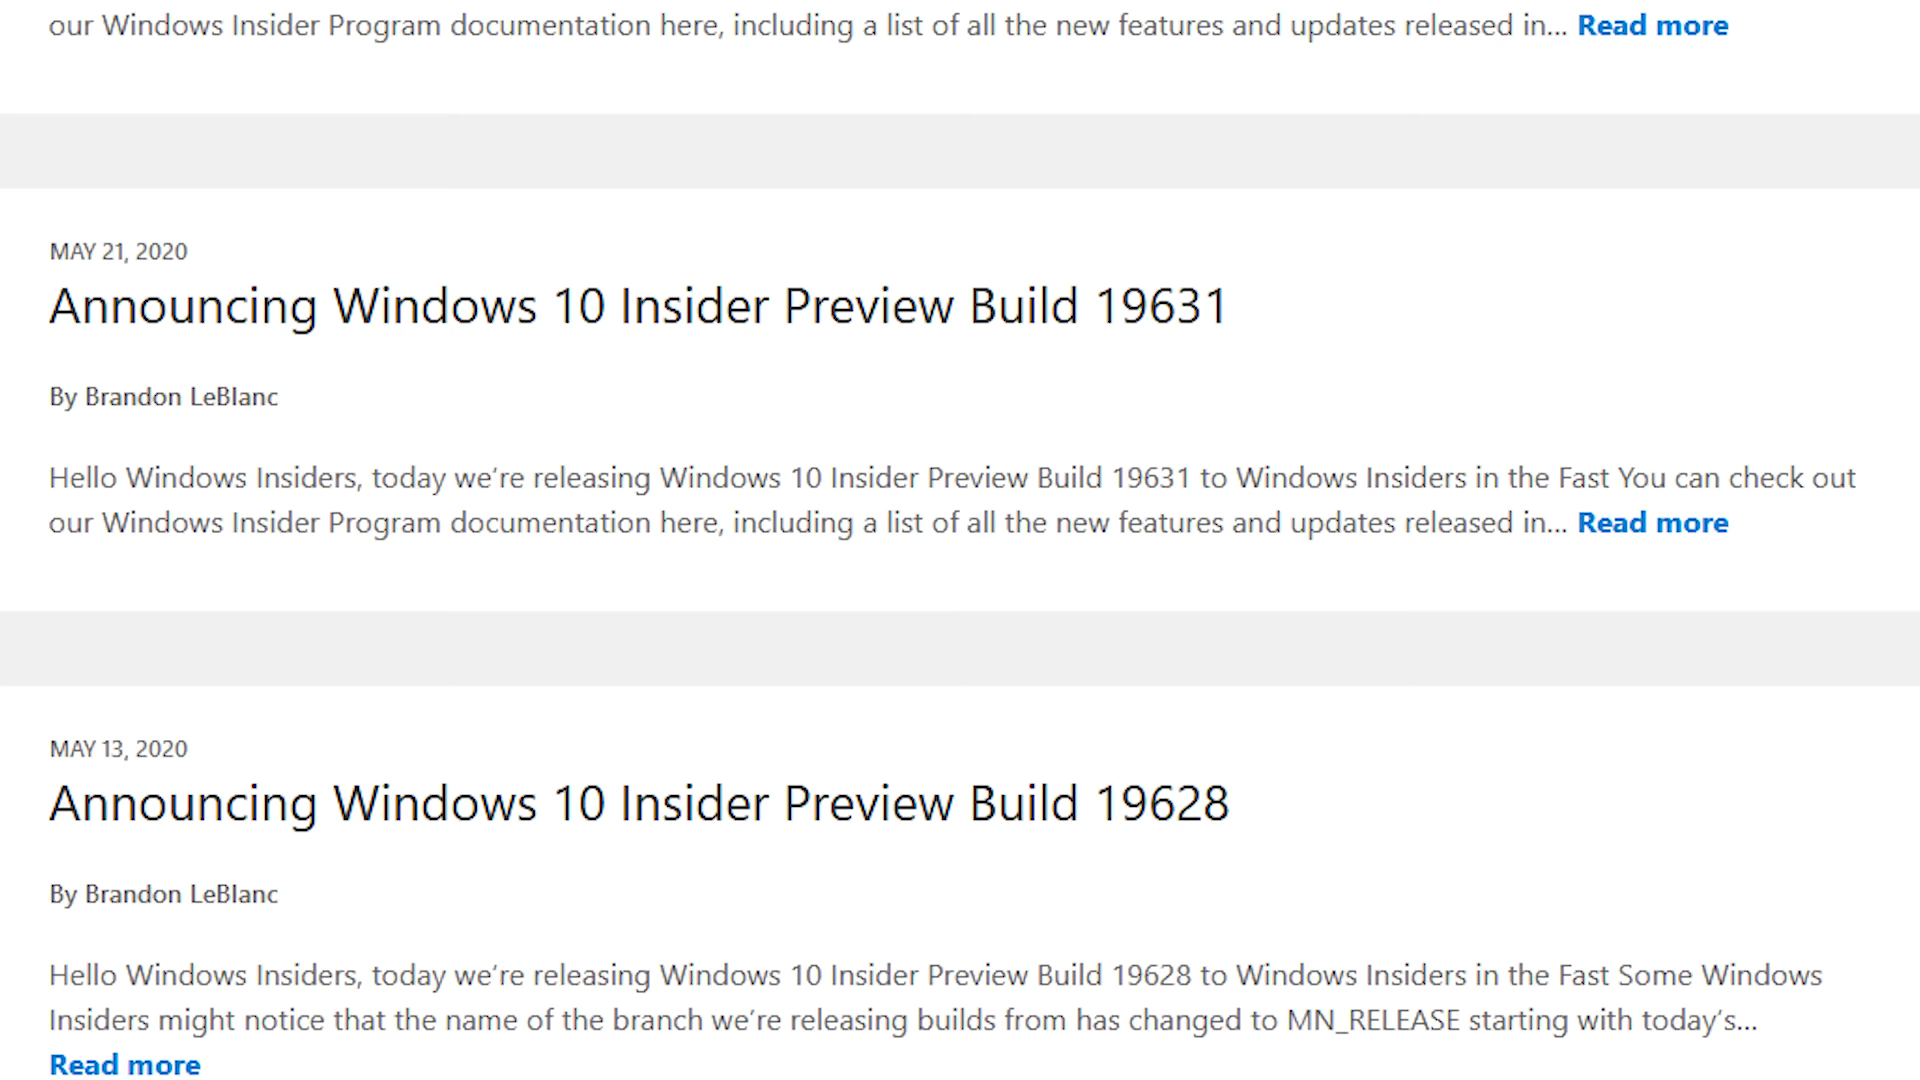 our Windows Insider Program documentation here, including a list of all the new features and updates released in... Read more
MAY 21, 2020
Announcing Windows 10 Insider Preview Build 19631
By Brandon LeBlanc
Hello Windows Insiders, today we’re releasing Windows 10 Insider Preview Build 19631 to Windows Insiders in the Fast You can check out
our Windows Insider Program documentation here, including a list of all the new features and updates released in... Read more
MAY 13, 2020
Announcing Windows 10 Insider Preview Build 19628
By Brandon LeBlanc
Hello Windows Insiders, today we’re releasing Windows 10 Insider Preview Build 19628 to Windows Insiders in the Fast Some Windows
Insiders might notice that the name of the branch we’re releasing builds from has changed to MN_RELEASE starting with today’s...
Read more